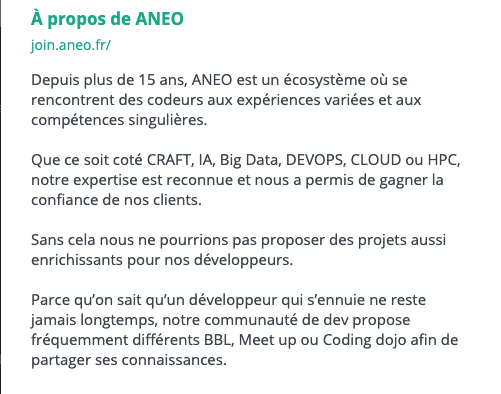 À propos de ANEO
join.aneo.fr/
Depuis plus de 15 ans, ANEO est un écosystème où se
rencontrent des codeurs aux expériences variées et aux
compétences singulières.
Que ce soit coté CRAFT, IA, Big Data, DEVOPS, CLOUD ou HPC,
notre expertise est reconnue et nous a permis de gagner la
confiance de nos clients.
Sans cela nous ne pourrions pas proposer des projets aussi
enrichissants pour nos développeurs.
Parce qu’on sait qu’un développeur qui s’ennuie ne reste
jamais longtemps, notre communauté de dev propose
fréquemment différents BBL, Meet up ou Coding dojo afin de
partager ses connaissances.